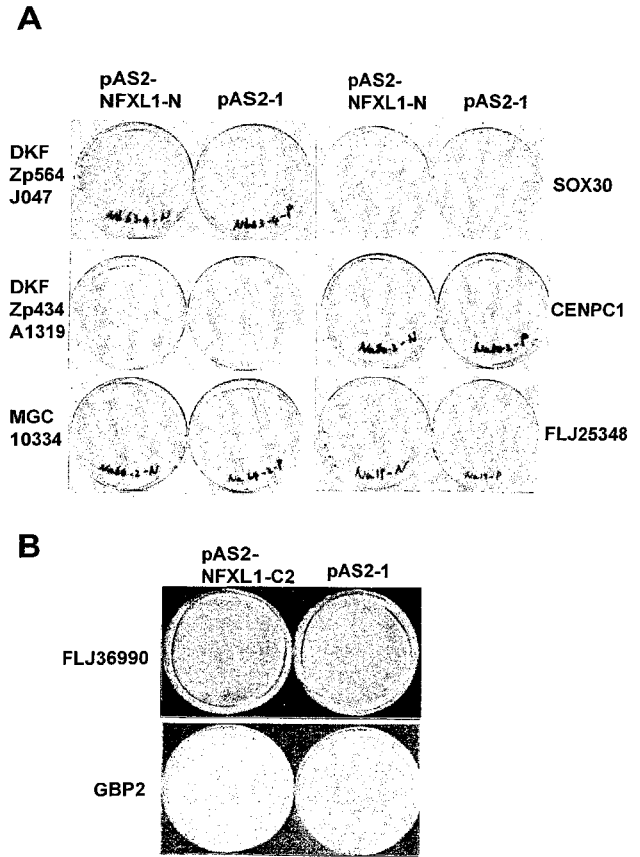 A
pAS2-
NFXL1-N
pAS2-1
pAS2-
NFXL1-N
pAS2-1
DKF
Zp564
J047
SOX30
DKF
Zp434
A1319
CENPC1
MGC
10334
FLJ25348
B
pAS2-
NFXL1-C2
pAS2-1
FLJ36990
GBP2